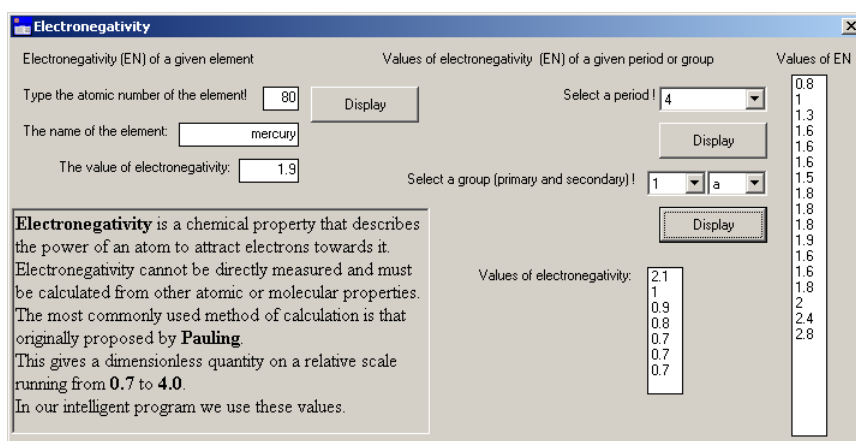 Electronegativity
Electronegativity (EN) of a given element
Values of electronegativity (EN) of a given period or group
Values of EN
Type the atomic number of the element! 80
Display
The name of the element: mercury
The value of electronegativity: 1.9
Select a period ! 4
Display
Select a group (primary and secondary) ! 1 a
Display
Values of electronegativity:
2.1
1
0.9
0.8
0.7
0.7
0.7
0.8
1
1.3
1.6
1.6
1.6
1.5
1.8
1.8
1.8
1.9
1.6
1.6
1.8
2
2.4
2.8
Electronegativity is a chemical property that describes
the power of an atom to attract electrons towards it.
Electronegativity cannot be directly measured and must
be calculated from other atomic or molecular properties.
The most commonly used method of calculation is that
originally proposed by Pauling.
This gives a dimensionless quantity on a relative scale
running from 0.7 to 4.0.
In our intelligent program we use these values.